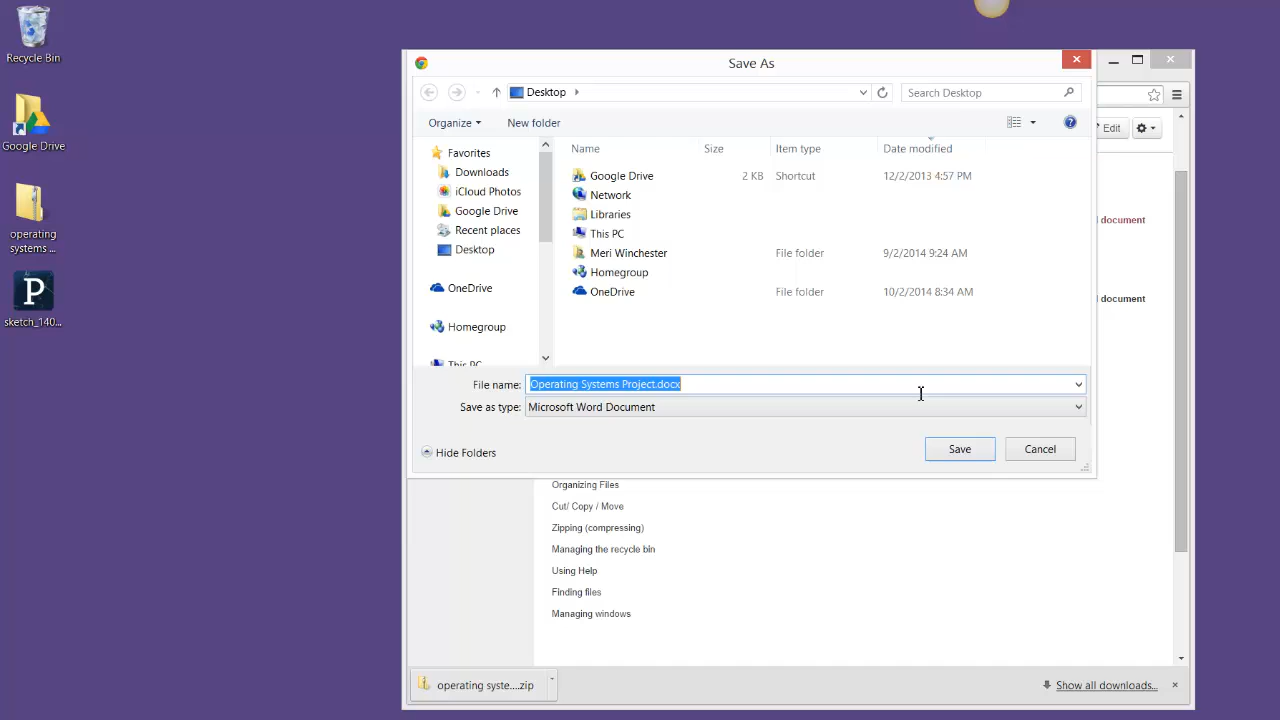 Recycle Bin
Google Drive
operating
systems ...
P
sketch_140...
Save As
Desktop
Search Desktop
Organize
New folder
Favorites
Downloads
iCloud Photos
Google Drive
Recent places
Desktop
OneDrive
Homegroup
This PC
Name Size Item type Date modified
Google Drive 2 KB Shortcut 12/2/2013 4:57 PM
Network
Libraries
This PC
Meri Winchester File folder 9/2/2014 9:24 AM
Homegroup
OneDrive File folder 10/2/2014 8:34 AM
File name: Operating Systems Project.docx
Save as type: Microsoft Word Document
Hide Folders
Save Cancel
Edit
document
document
Organizing Files
Cut/ Copy / Move
Zipping (compressing)
Managing the recycle bin
Using Help
Finding files
Managing windows
operating syste....zip
Show all downloads...